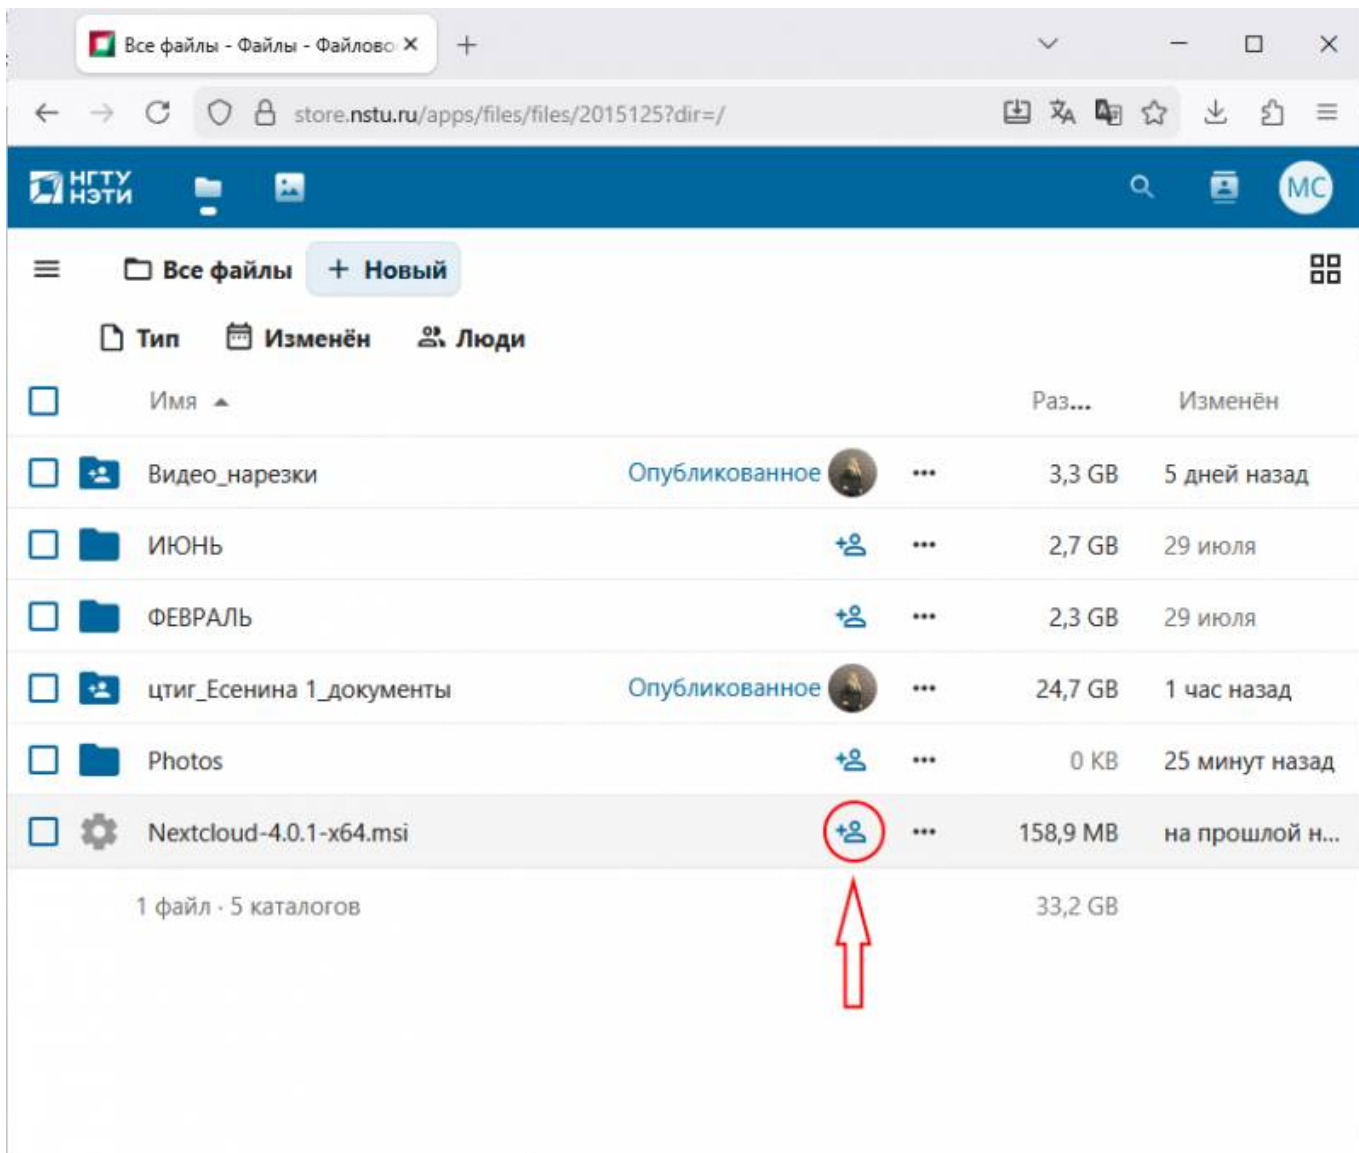 Все файлы - Файлы - Файлово
store.nstu.ru/apps/files/files/2015125?dir=/
НГТУ
НЭТИ
МС
Все файлы + Новый
Тип Изменён Люди
Имя Раз... Изменён
Видео_нарезки Опубликованное ... 3,3 GB 5 дней назад
ИЮНЬ ... 2,7 GB 29 июля
ФЕВРАЛЬ ... 2,3 GB 29 июля
цтиг_Есенина 1_документы Опубликованное ... 24,7 GB 1 час назад
Photos ... 0 KB 25 минут назад
Nextcloud-4.0.1-x64.msi ... 158,9 MB на прошлой н...
1 файл · 5 каталогов 33,2 GB